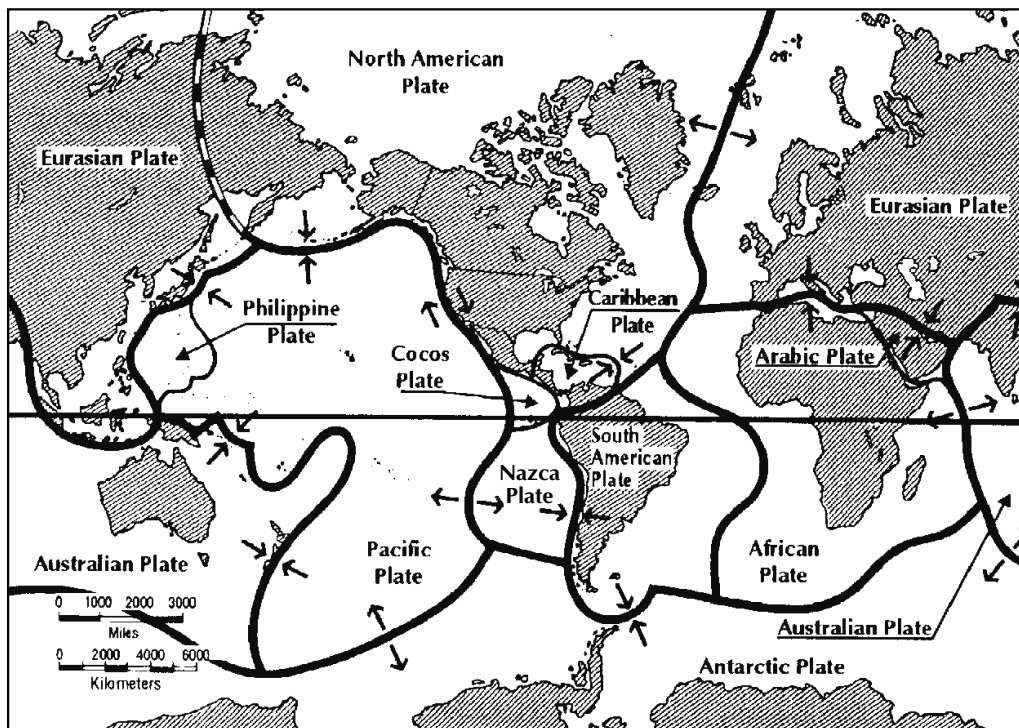 North American
Plate
Eurasian Plate
Eurasian Plate
Philippine
Plate
Caribbean
Plate
Cocos
Plate
Arabic Plate
South
American
Plate
Nazca
Plate
Pacific
Plate
African
Plate
Australian Plate
0 1000 2000 3000
Miles
0 2000 4000 6000
Kilometers
Australian Plate
Antarctic Plate